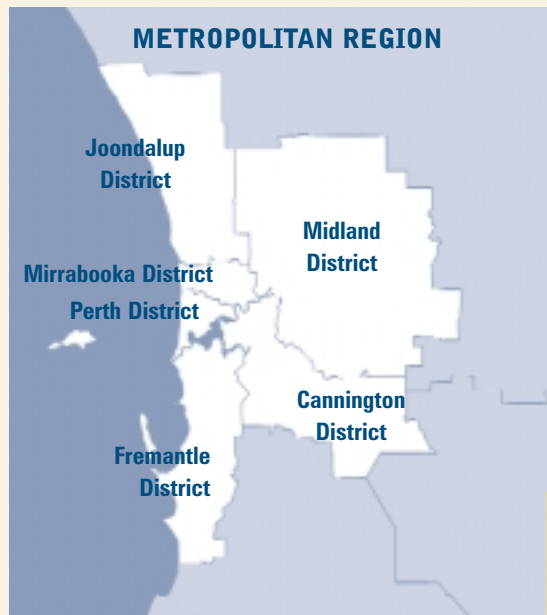 METROPOLITAN REGION
Joondalup
District
Midland
District
Mirrabooka District
Perth District
Cannington
District
Fremantle
District